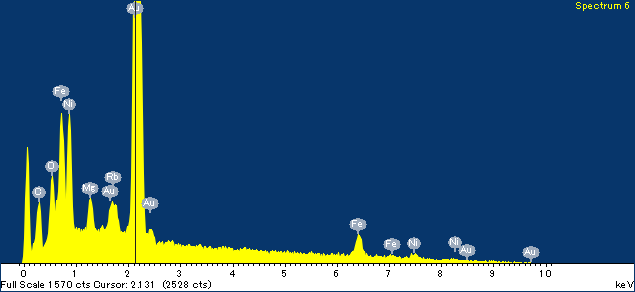 Spectrum 6
Au
Fe
Ni
O
C
Mg
Rb
Au
Au
Fe
Fe
Ni
Ni
Au
Au
0 1 2 3 4 5 6 7 8 9 10
Full Scale 1570 cts Cursor: 2.131 (2528 cts) keV